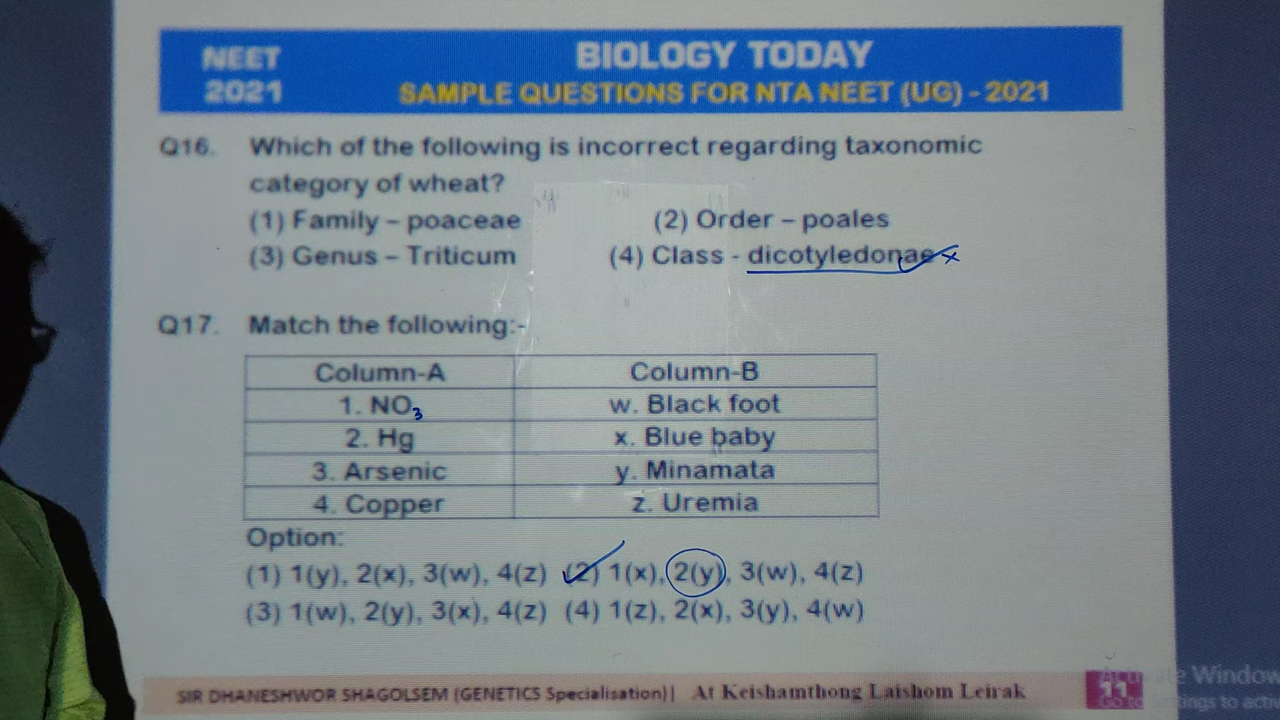 NEET
2021
BIOLOGY TODAY
SAMPLE QUESTIONS FOR NTA NEET (UG) - 2021
Q16. Which of the following is incorrect regarding taxonomic
category of wheat?
(1) Family – poaceae (2) Order – poales
(3) Genus – Triticum (4) Class - dicotyledonae x
Q17. Match the following:-
Column-A Column-B
1. NO3 w. Black foot
2. Hg x. Blue baby
3. Arsenic y. Minamata
4. Copper z. Uremia
Option:
(1) 1(y), 2(x), 3(w), 4(z) (2) 1(x), 2(y), 3(w), 4(z)
(3) 1(w), 2(y), 3(x), 4(z) (4) 1(z), 2(x), 3(y), 4(w)
SIR DHANESHWOR SHAGOLSEM (GENETICS Specialisation)| At Keishamthong Laishom Leirak
11